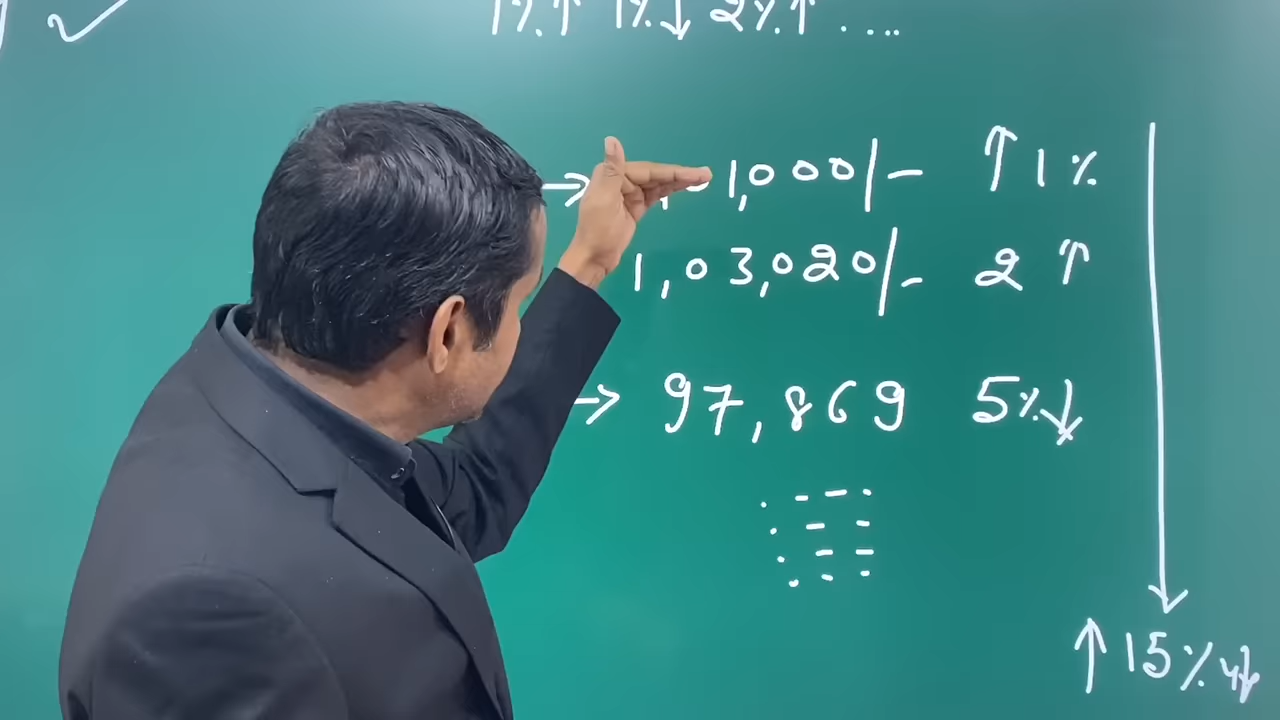 1%↑ 1%↓ 2%↑ ....
→ 1,000/- ↑1%
1,03,020/- 2↑
→ 97,869 5%↓
↑15%